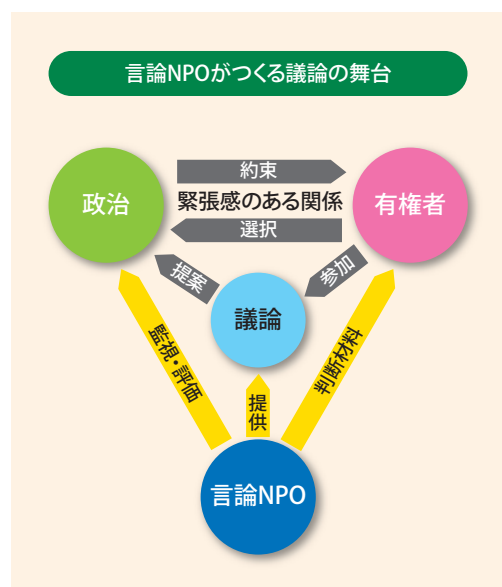 言論NPOがつくる議論の舞台
約束
政治
緊張感のある関係
有権者
選択
提案
参加
議論
監視・評価
提供
判断材料
言論NPO